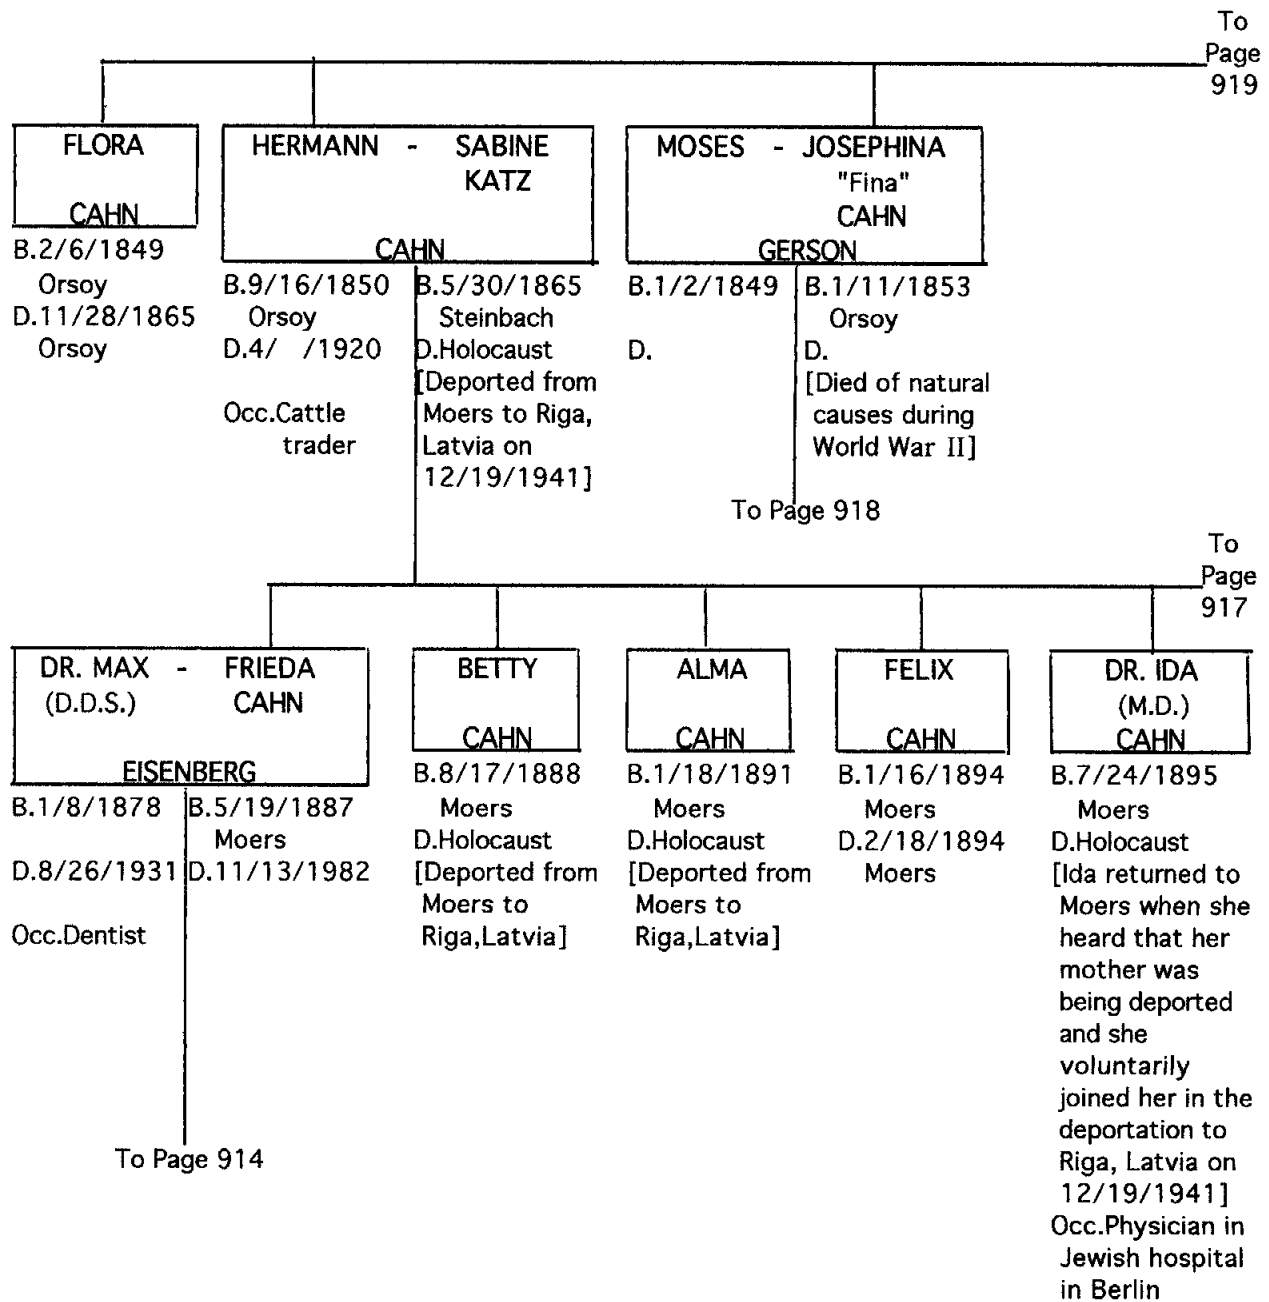 To
Page
919
FLORA
CAHN
B.2/6/1849
Orsoy
D.11/28/1865
Orsoy
HERMANN - SABINE
KATZ
CAHN
B.9/16/1850
Orsoy
D.4/ /1920
Occ.Cattle
trader
B.5/30/1865
Steinbach
D.Holocaust
[Deported from
Moers to Riga,
Latvia on
12/19/1941]
MOSES - JOSEPHINA
"Fina"
CAHN
GERSON
B.1/2/1849
D.
B.1/11/1853
Orsoy
D.
[Died of natural
causes during
World War II]
To Page 918
To
Page
917
DR. MAX - FRIEDA
(D.D.S.) CAHN
EISENBERG
B.1/8/1878
D.8/26/1931
Occ.Dentist
B.5/19/1887
Moers
D.11/13/1982
To Page 914
BETTY
CAHN
B.8/17/1888
Moers
D.Holocaust
[Deported from
Moers to
Riga,Latvia]
ALMA
CAHN
B.1/18/1891
Moers
D.Holocaust
[Deported from
Moers to
Riga,Latvia]
FELIX
CAHN
B.1/16/1894
Moers
D.2/18/1894
Moers
DR. IDA
(M.D.)
CAHN
B.7/24/1895
Moers
D.Holocaust
[Ida returned to
Moers when she
heard that her
mother was
being deported
and she
voluntarily
joined her in the
deportation to
Riga, Latvia on
12/19/1941]
Occ.Physician in
Jewish hospital
in Berlin